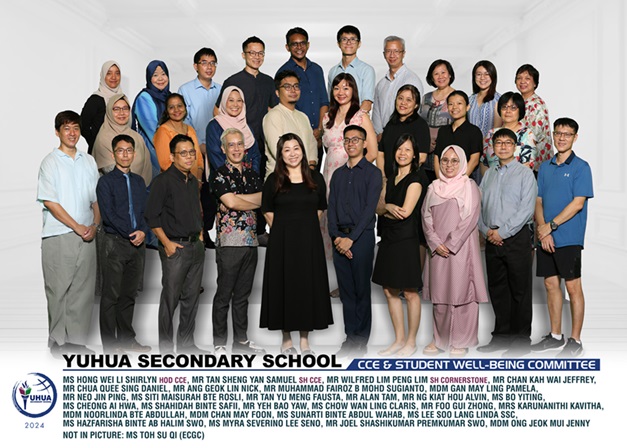 YUHUA SECONDARY SCHOOL CCE & STUDENT WELL-BEING COMMITTEE
MS HONG WEI LI SHIRLYN HOD CCE, MR TAN SHENG YAN SAMUEL SH CCE, MR WILFRED LIM PENG LIM SH CORNERSTONE, MR CHAN KAH WAI JEFFREY,
MR CHUA QUEE SING DANIEL, MR ANG GEOK LIN NICK, MR MUHAMMAD FAIROZ B MOHD SUGIANTO, MDM GAN MAY LING PAMELA,
MR NEO JIN PING, MS SITI MAISURAH BTE ROSLI, MR TAN YU MENG FAUSTA, MR ALAN TAM, MR NG KIAT HOU ALVIN, MS BO YITING,
MS CHEONG AI HWA, MS SHAHIDAH BINTE SAFII, MR YEH BAO YAW, MS CHOW WAN LING CLARIS, MR FOO GUI ZHONG, MRS KARUNANITHI KAVITHA,
MDM NOORLINDA BTE ABDULLAH, MDM CHAN MAY FOON, MS SUNARTI BINTE ABDUL WAHAB, MS LEE SOO LANG LINDA SSC,
MS HAZFARISHA BINTE AB HALIM SWO, MS MYRA SEVERINO LEE SENO, MR JOEL SHASHIKUMAR PREMKUMAR SWO, MDM ONG JEOK MUI JENNY
NOT IN PICTURE: MS TOH SU QI (ECGC)
2024
YUHUA